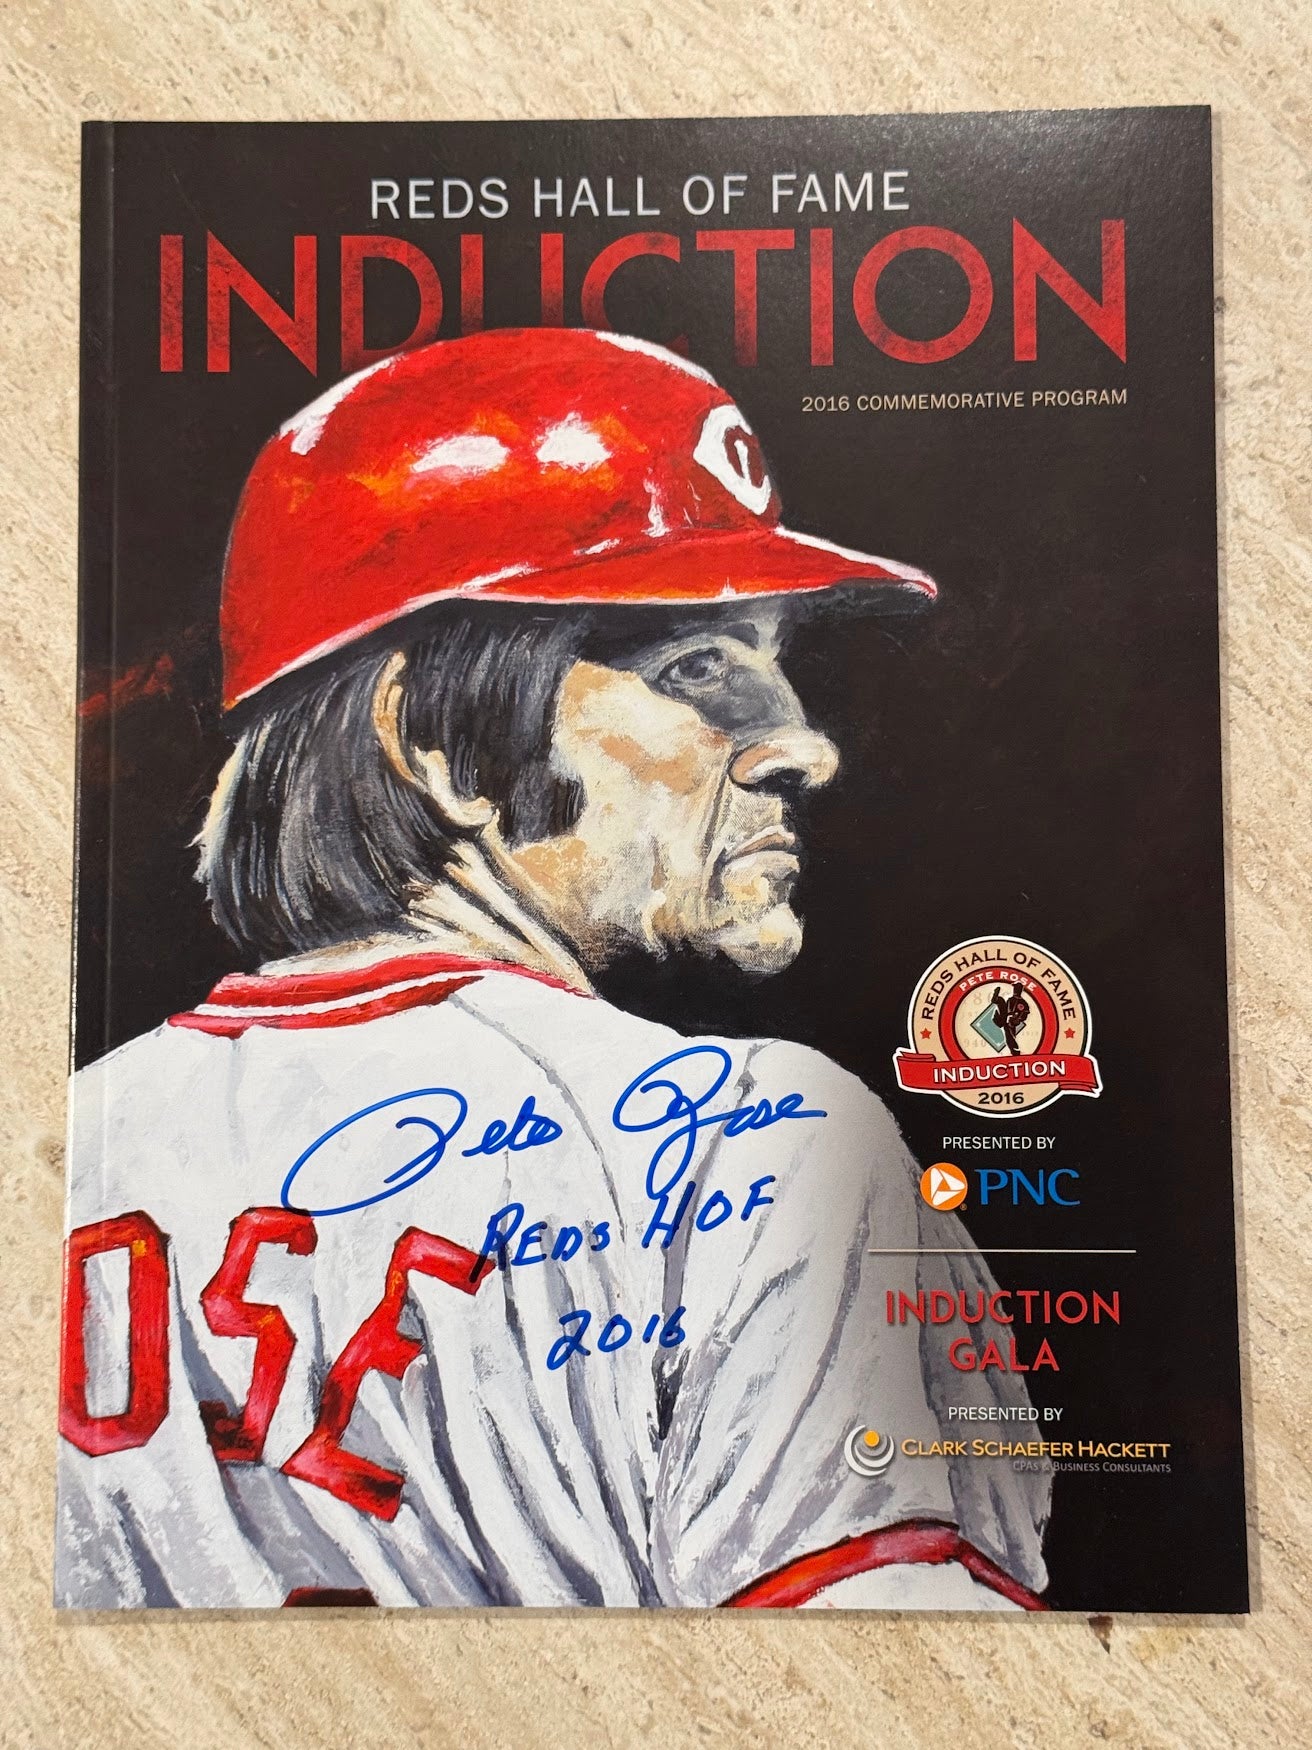 REDS HALL OF FAME
INDUCTION
2016 COMMEMORATIVE PROGRAM
C
REDS HALL OF FAME
PETE ROSE
INDUCTION
2016
PRESENTED BY
PNC
Pete Rose
REDS HOF
2016
OSE
INDUCTION
GALA
PRESENTED BY
CLARK SCHAEFER HACKETT
CPAs & BUSINESS CONSULTANTS